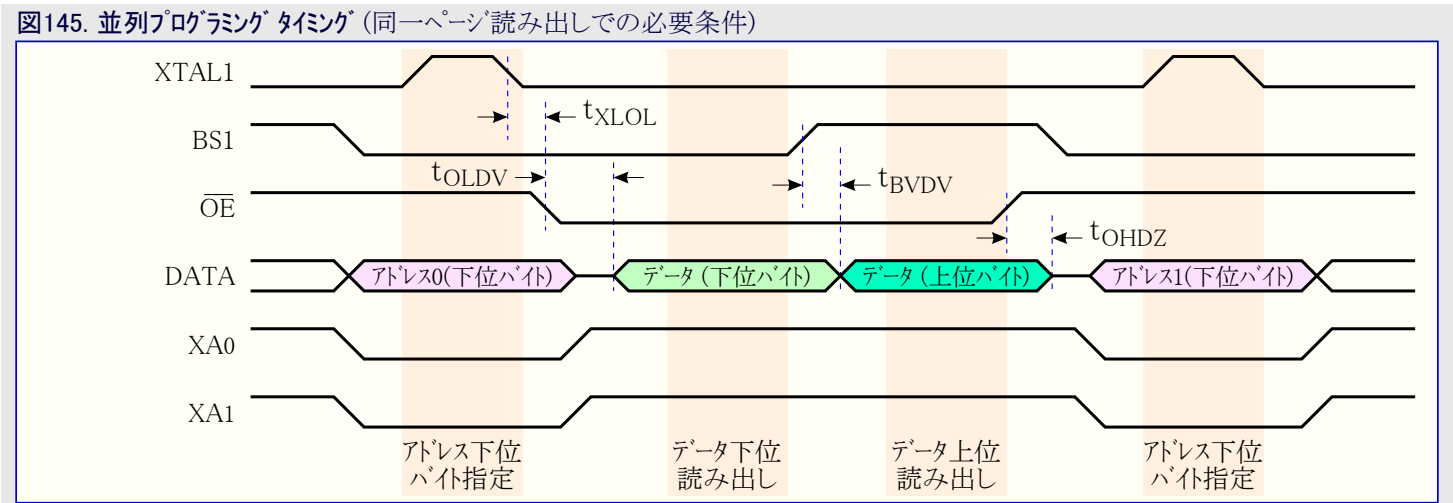 図145. 並列ﾌﾟﾛｸﾞﾗﾐﾝｸﾞ ﾀｲﾐﾝｸﾞ (同一ﾍﾟｰｼﾞ読み出しでの必要条件)
XTAL1
tXLOL
BS1
tOLDV
tBVDV
OE
tOHDZ
DATA
ｱﾄﾞﾚｽ0(下位ﾊﾞｲﾄ)
ﾃﾞｰﾀ (下位ﾊﾞｲﾄ)
ﾃﾞｰﾀ (上位ﾊﾞｲﾄ)
ｱﾄﾞﾚｽ1(下位ﾊﾞｲﾄ)
XA0
XA1
ｱﾄﾞﾚｽ下位
ﾊﾞｲﾄ指定
ﾃﾞｰﾀ下位
読み出し
ﾃﾞｰﾀ上位
読み出し
ｱﾄﾞﾚｽ下位
ﾊﾞｲﾄ指定